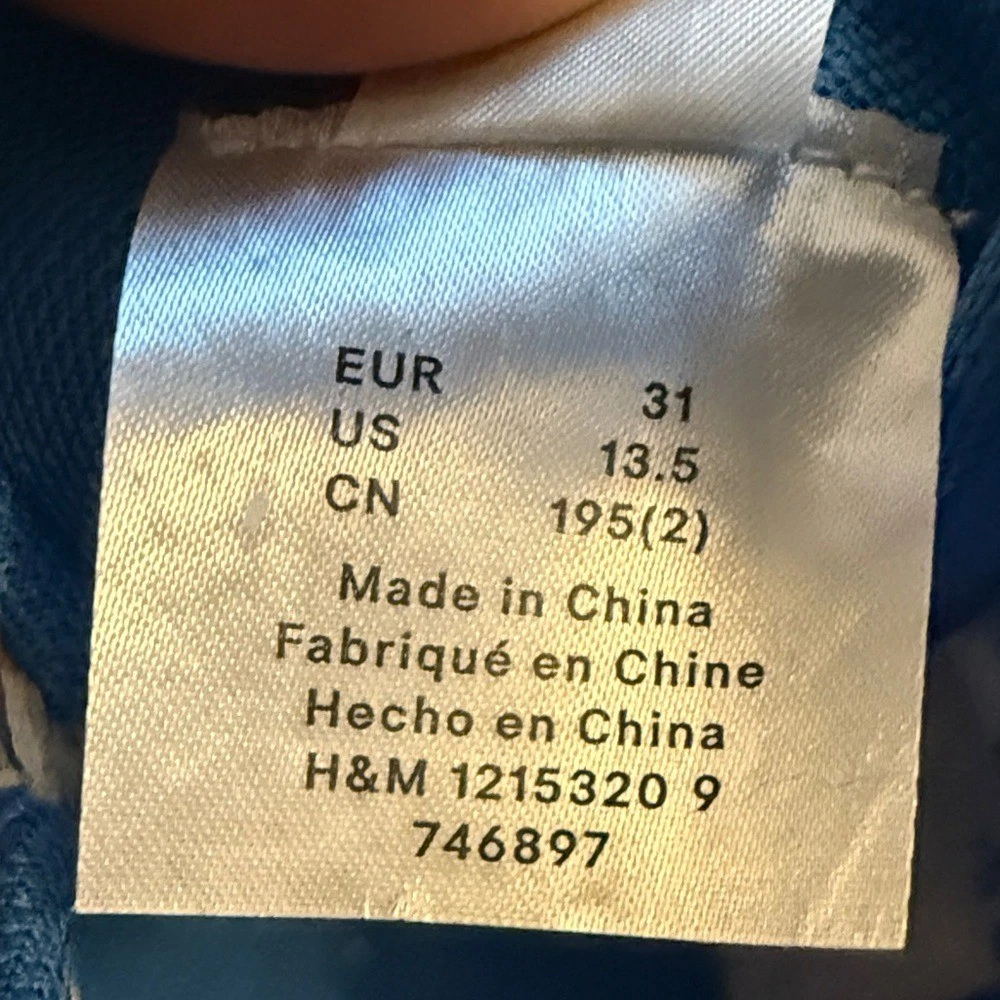 EUR 31
US 13.5
CN 195(2)
Made in China
Fabriqué en Chine
Hecho en China
H&M 1215320 9
746897